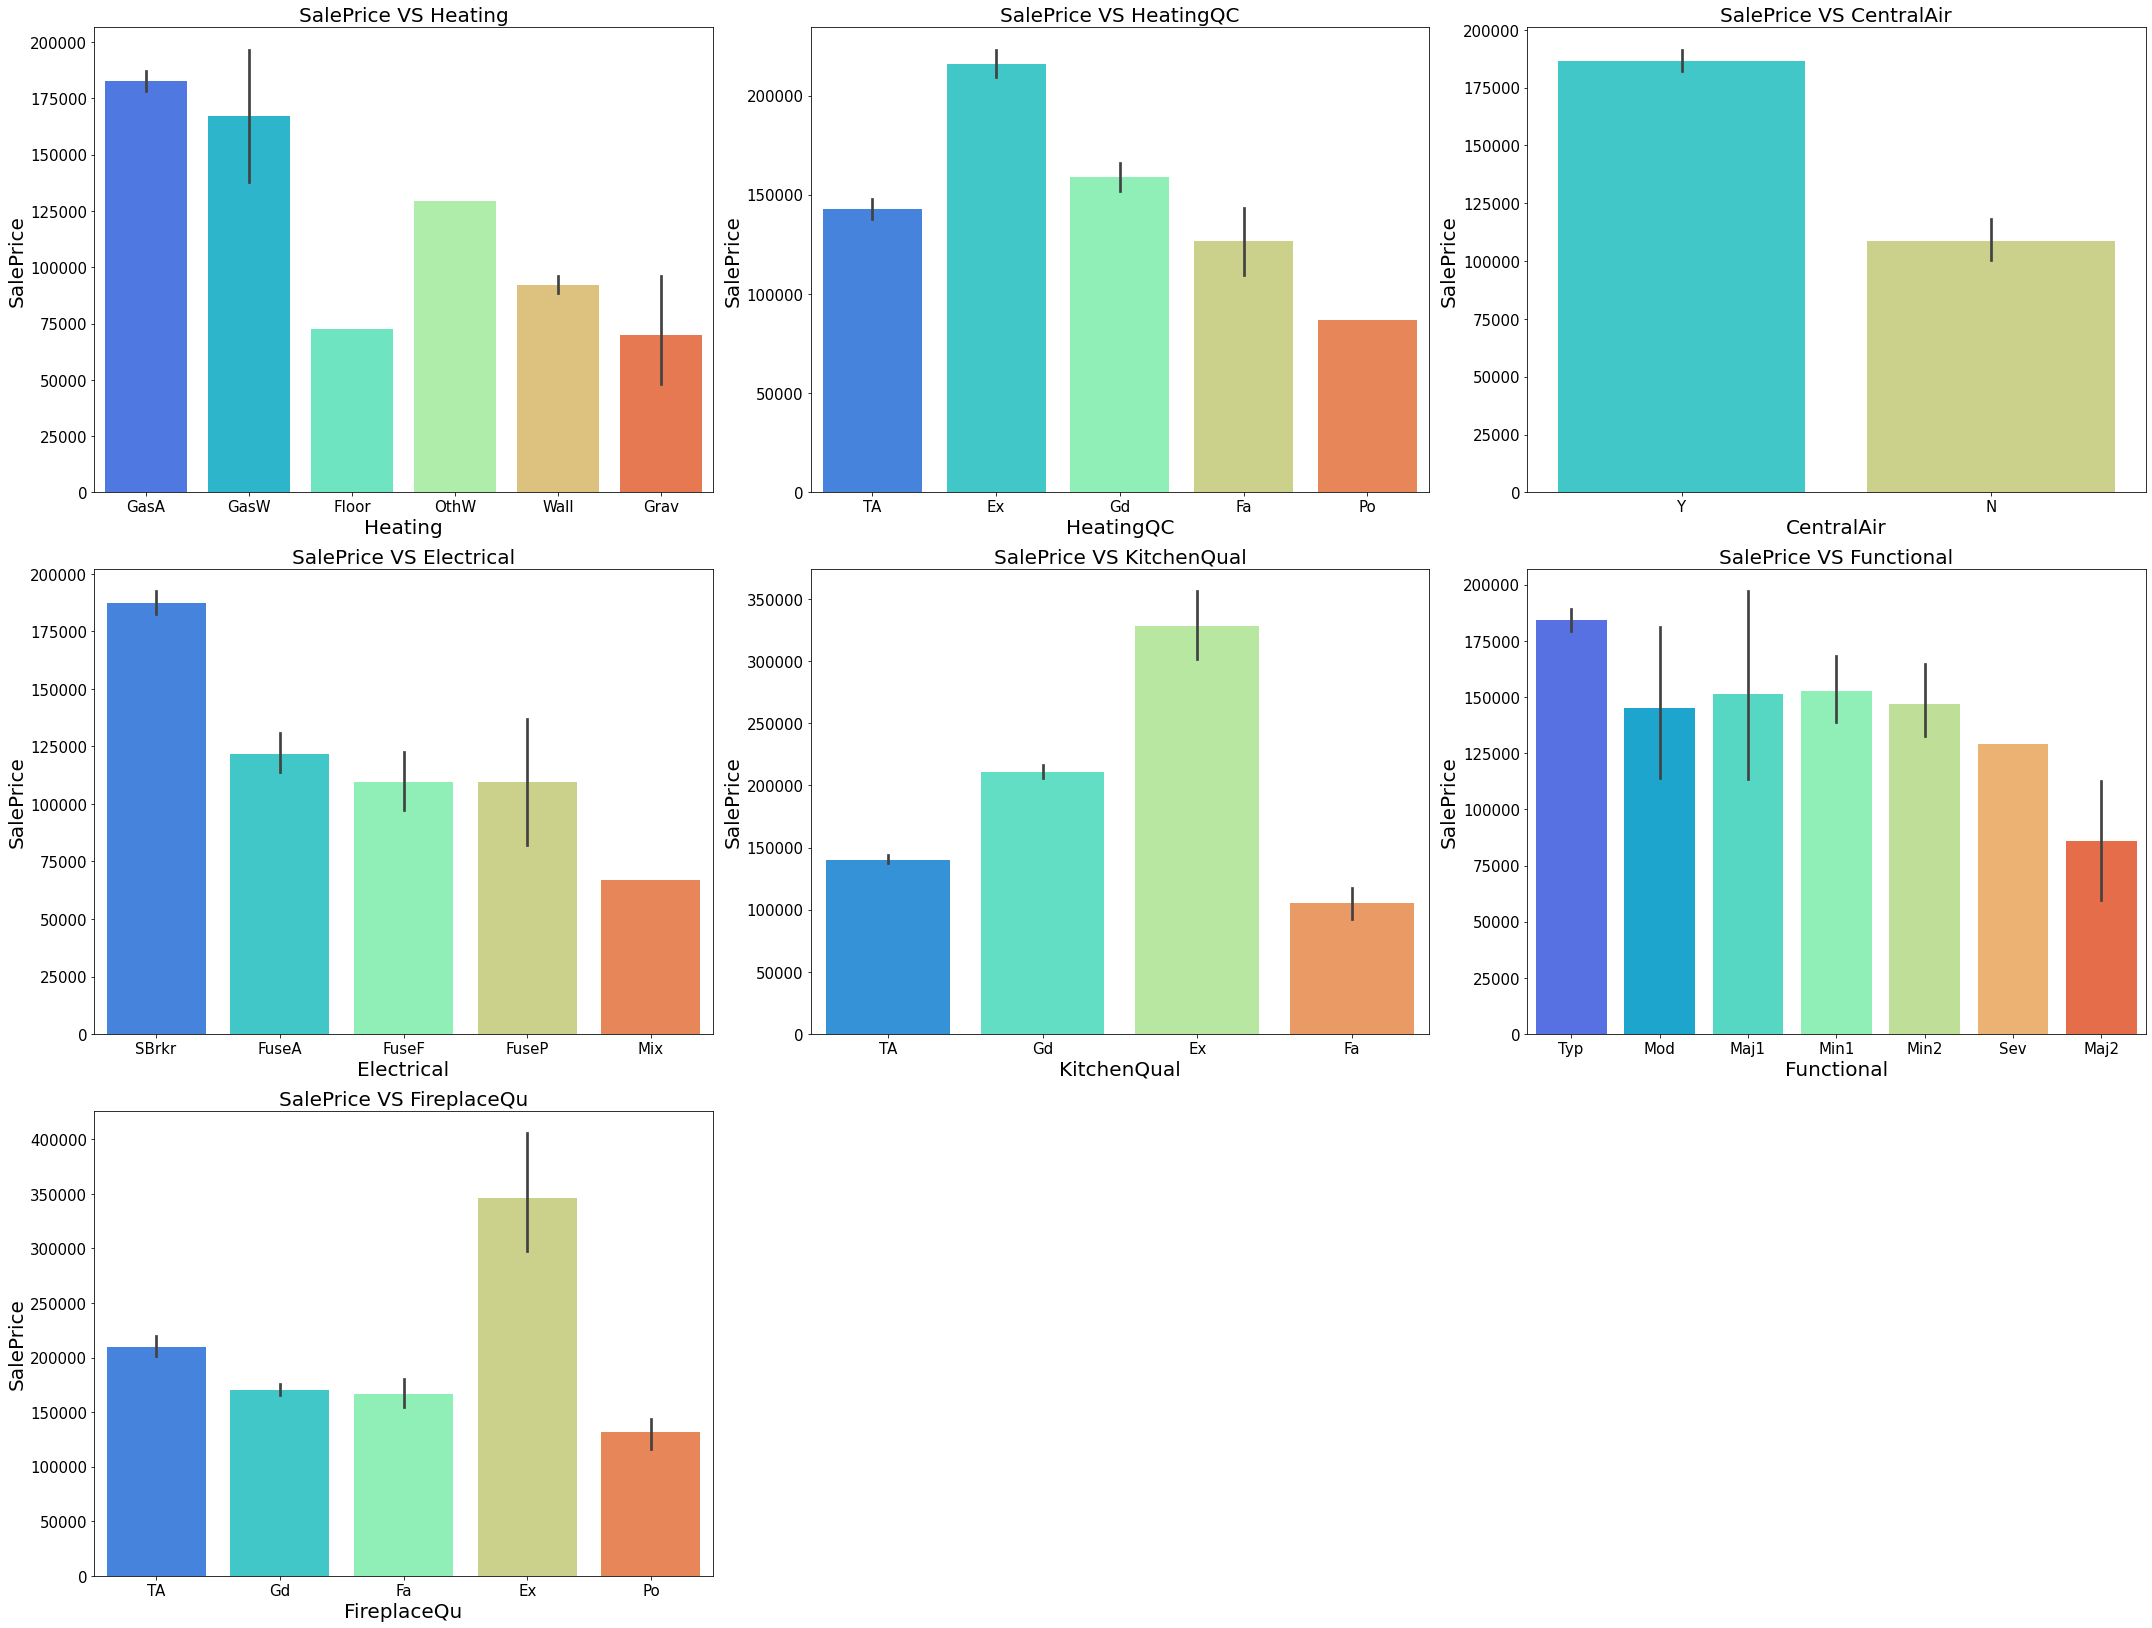 SalePrice VS Heating
200000
175000
150000
125000
100000
75000
50000
25000
0
SalePrice
GasA GasW Floor OthW Wall Grav
Heating
SalePrice VS HeatingQC
200000
150000
100000
50000
0
SalePrice
TA Ex Gd Fa Po
HeatingQC
SalePrice VS CentralAir
200000
175000
150000
125000
100000
75000
50000
25000
0
SalePrice
Y N
CentralAir
SalePrice VS Electrical
200000
175000
150000
125000
100000
75000
50000
25000
0
SalePrice
SBrkr FuseA FuseF FuseP Mix
Electrical
SalePrice VS KitchenQual
350000
300000
250000
200000
150000
100000
50000
0
SalePrice
TA Gd Ex Fa
KitchenQual
SalePrice VS Functional
200000
175000
150000
125000
100000
75000
50000
25000
0
SalePrice
Typ Mod Maj1 Min1 Min2 Sev Maj2
Functional
SalePrice VS FireplaceQu
400000
350000
300000
250000
200000
150000
100000
50000
0
SalePrice
TA Gd Fa Ex Po
FireplaceQu